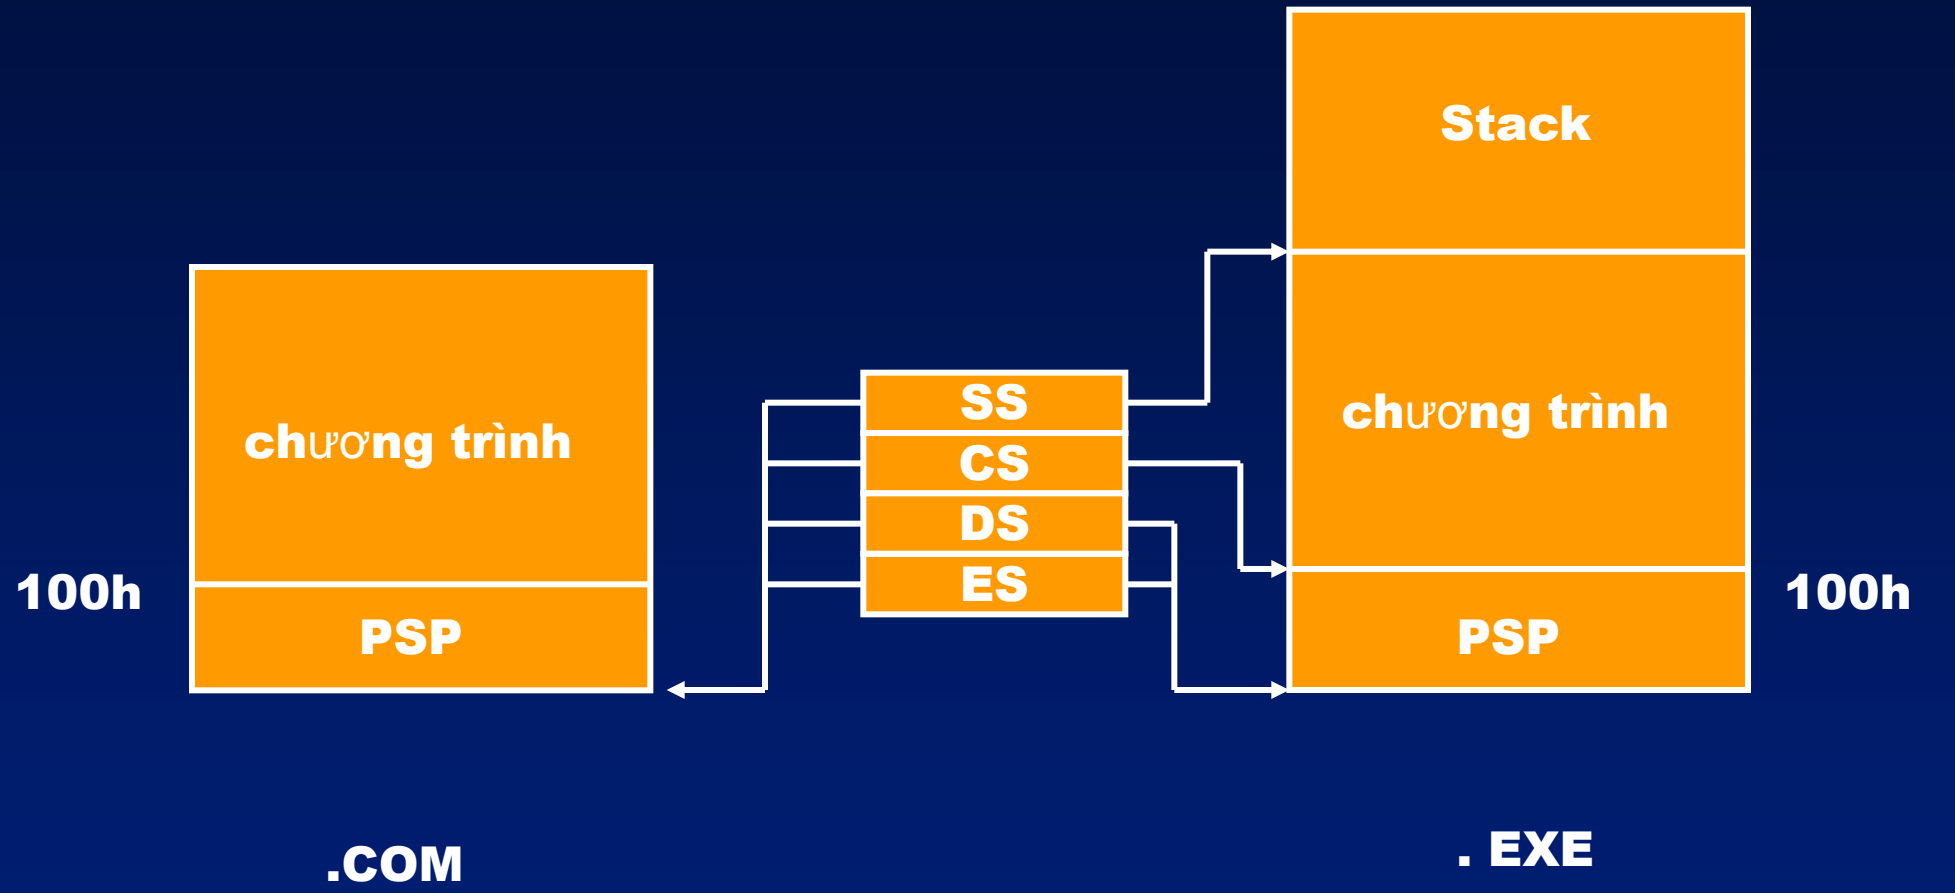 Stack
chương trình
100h
PSP
.COM
SS
CS
DS
ES
chương trình
PSP
100h
. EXE